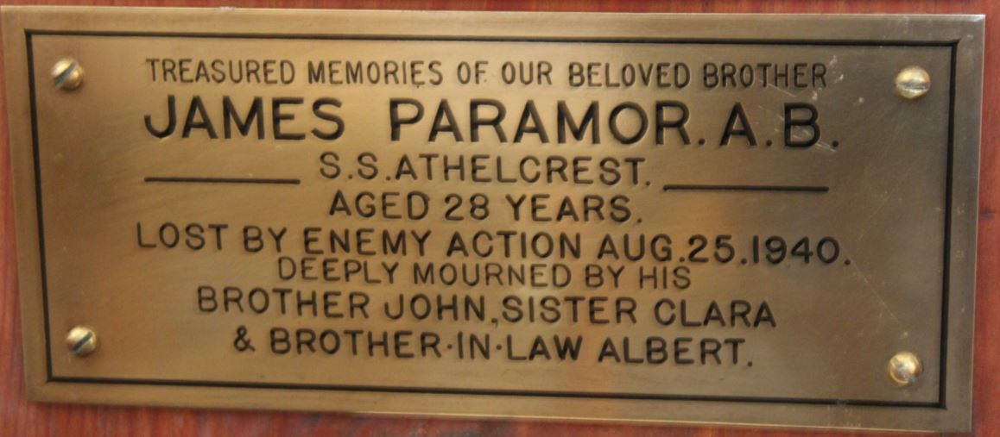 TREASURED MEMORIES OF OUR BELOVED BROTHER
JAMES PARAMOR. A.B.
S.S.ATHELCREST.
AGED 28 YEARS.
LOST BY ENEMY ACTION AUG.25.1940.
DEEPLY MOURNED BY HIS
BROTHER JOHN, SISTER CLARA
& BROTHER·IN·LAW ALBERT.